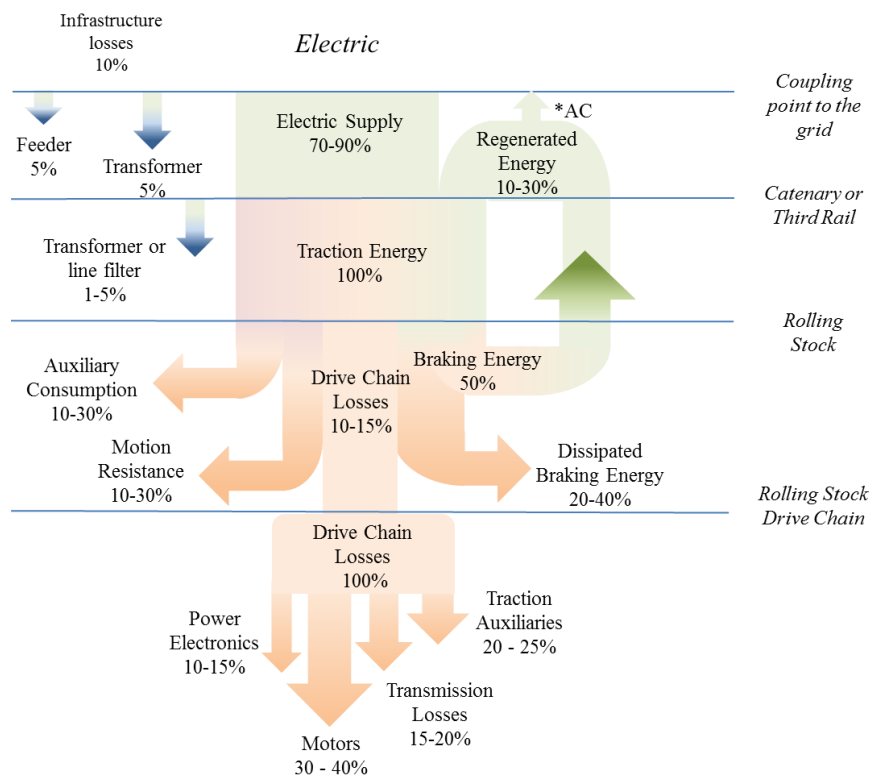 Infrastructure
losses
10%
Electric
Coupling
point to the
grid
*AC
Electric Supply
70-90%
Regenerated
Energy
10-30%
Feeder
5%
Transformer
5%
Catenary or
Third Rail
Transformer or
line filter
1-5%
Traction Energy
100%
Rolling
Stock
Auxiliary
Consumption
10-30%
Drive Chain
Losses
10-15%
Braking Energy
50%
Motion
Resistance
10-30%
Dissipated
Braking Energy
20-40%
Rolling Stock
Drive Chain
Drive Chain
Losses
100%
Power
Electronics
10-15%
Traction
Auxiliaries
20 - 25%
Transmission
Losses
15-20%
Motors
30 - 40%